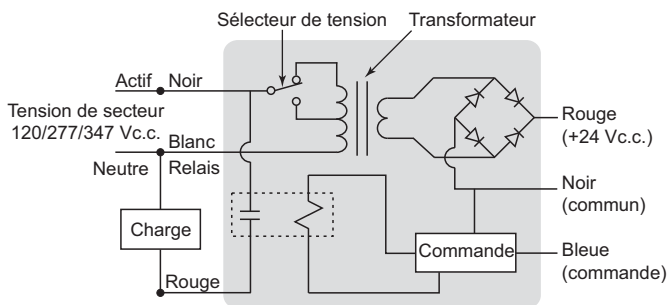 Sélecteur de tension
Transformateur
Actif
Noir
Tension de secteur
120/277/347 Vc.c.
Blanc
Neutre
Relais
Charge
Rouge
Commande
Rouge
(+24 Vc.c.)
Noir
(commun)
Bleue
(commande)